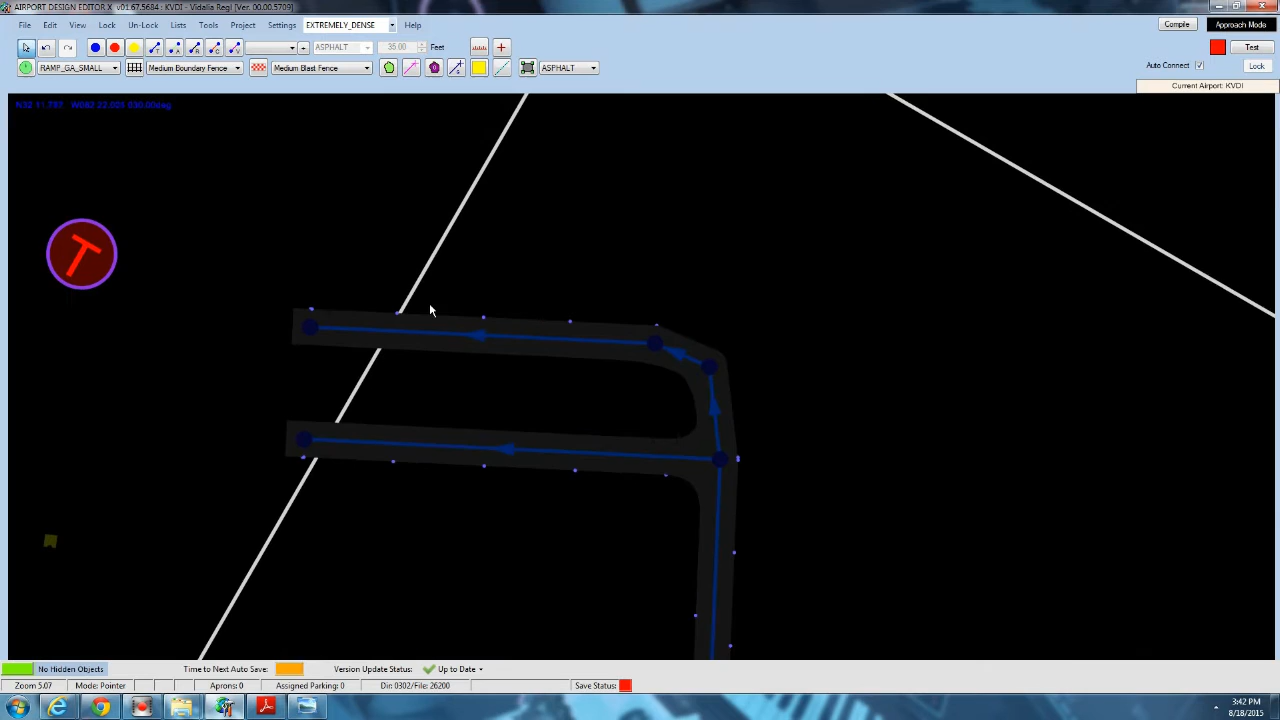 AIRPORT DESIGN EDITOR X v01.67.5684 : KVDI - Vidalia Regl [Ver. 00.00.5709]
File Edit View Lock Un-Lock Lists Tools Project Settings EXTREMELY_DENSE Help Compile Approach Mode
ASPHALT 35.00 Feet Test
RAMP_GA_SMALL Medium Boundary Fence Medium Blast Fence ASPHALT Auto Connect Lock
Current Airport: KVDI
T
No Hidden Objects Time to Next Auto Save: Version Update Status: Up to Date
Zoom 5.07 Mode: Pointer Aprons: 0 Assigned Parking: 0 Dir: 0302/File: 26200 Save Status:
3:42 PM
8/18/2015